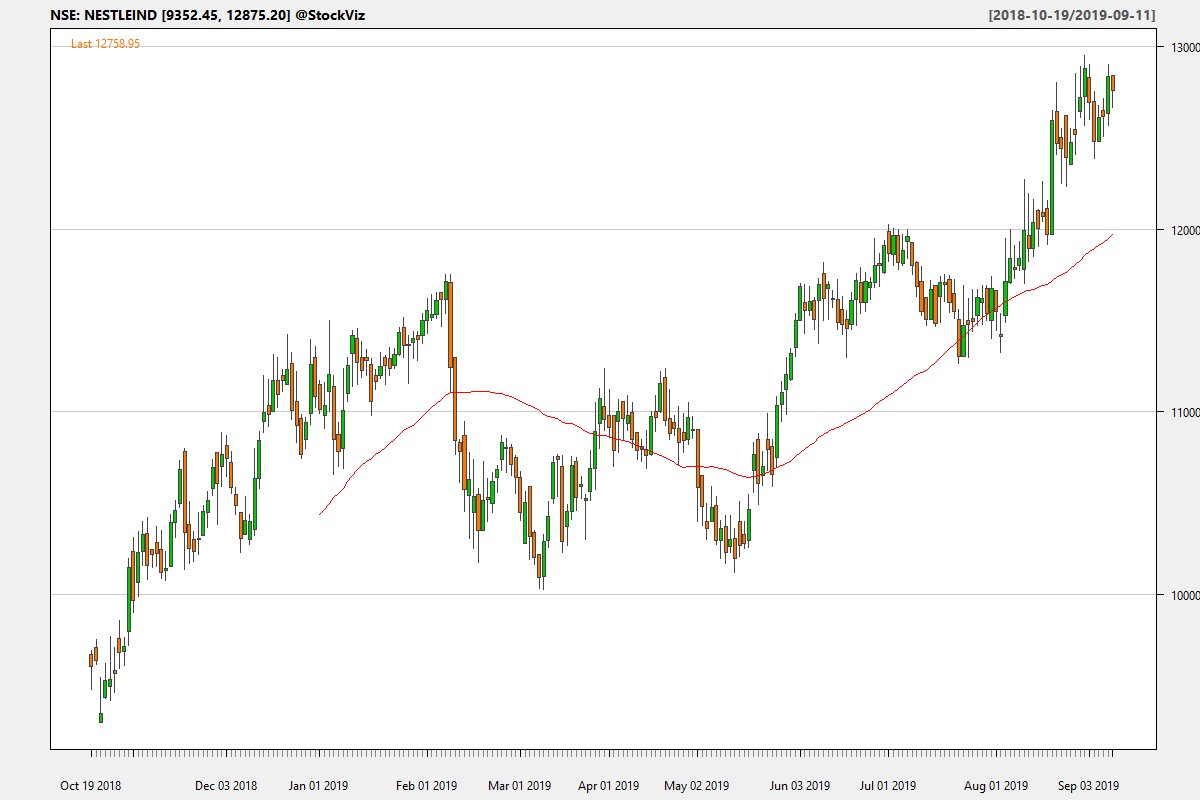 NSE: NESTLEIND [9352.45, 12875.20] @StockViz
[2018-10-19/2019-09-11]
Last 12758.95
13000
12000
11000
10000
Oct 19 2018
Dec 03 2018
Jan 01 2019
Feb 01 2019
Mar 01 2019
Apr 01 2019
May 02 2019
Jun 03 2019
Jul 01 2019
Aug 01 2019
Sep 03 2019